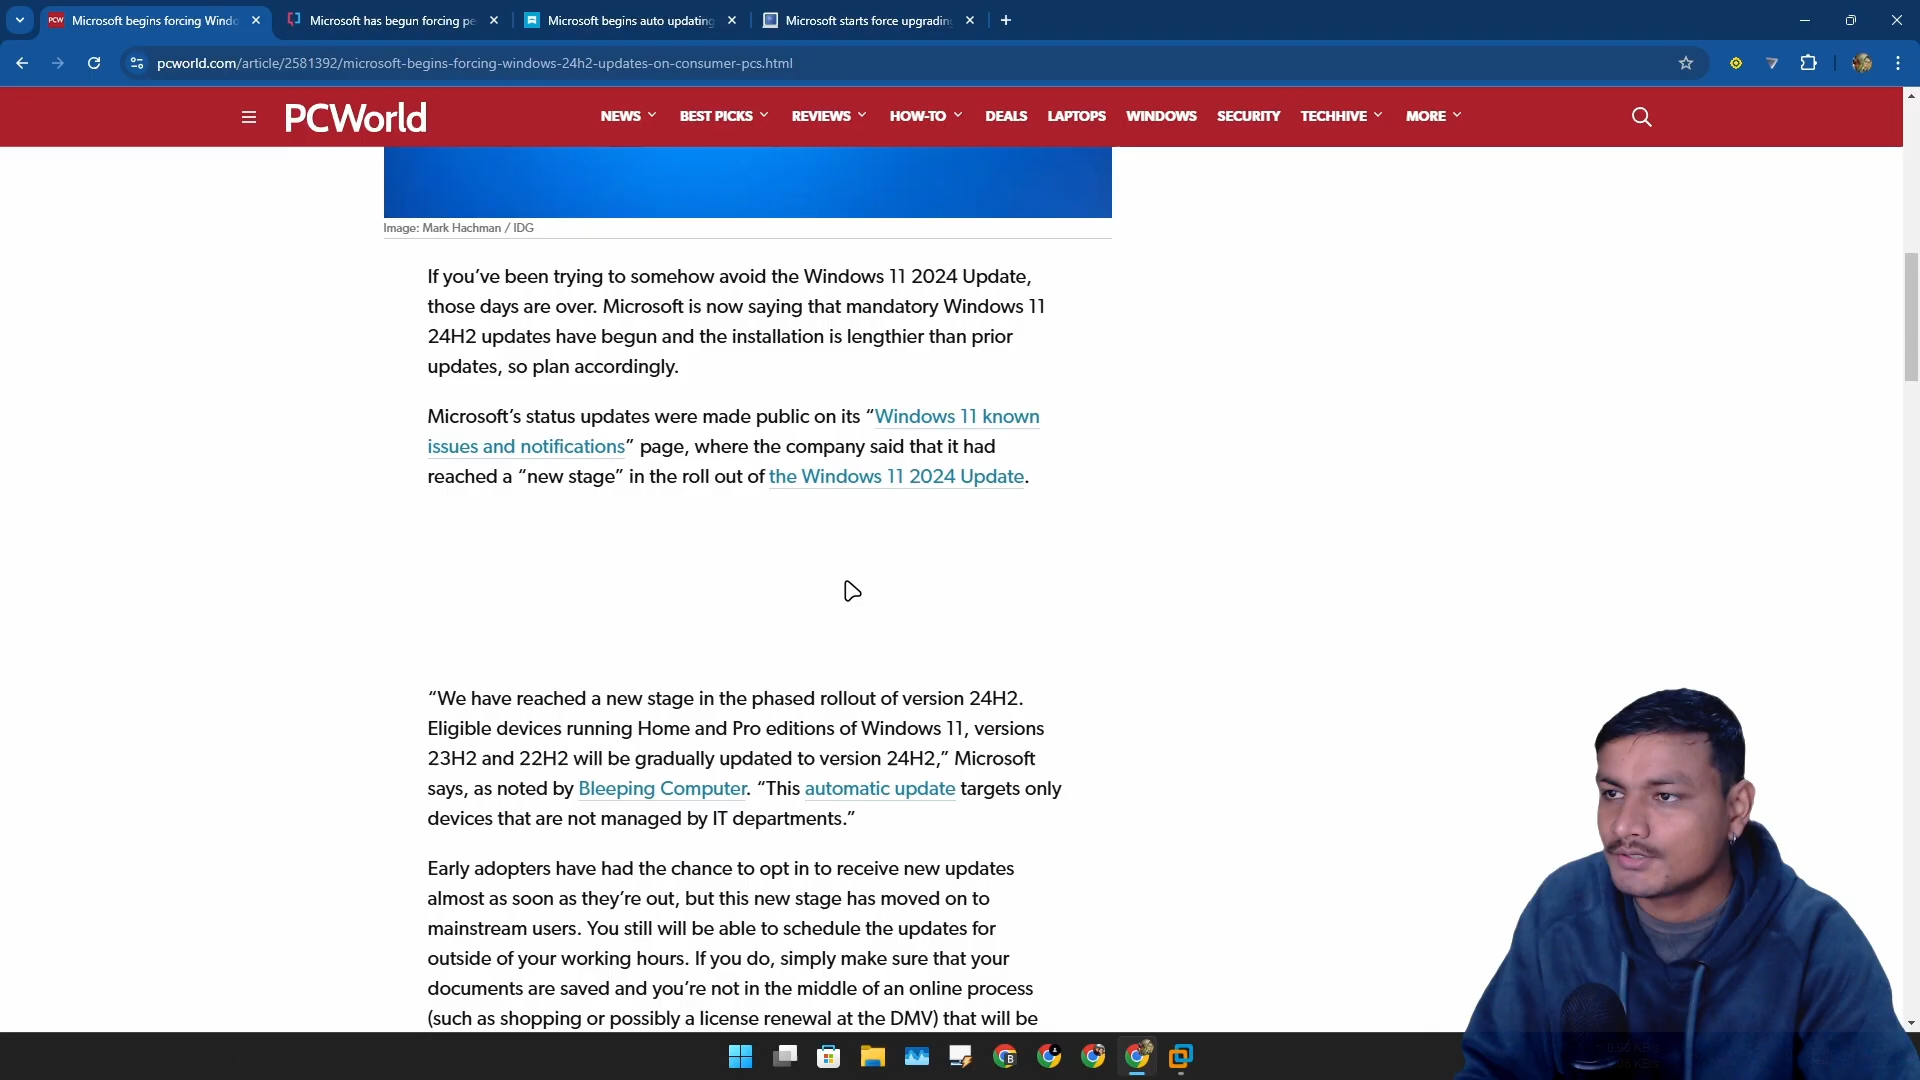 Microsoft begins forcing Windo
Microsoft has begun forcing pe
Microsoft begins auto updating
Microsoft starts force upgradin
pcworld.com/article/2581392/microsoft-begins-forcing-windows-24h2-updates-on-consumer-pcs.html
PCWorld
NEWS
BEST PICKS
REVIEWS
HOW-TO
DEALS
LAPTOPS
WINDOWS
SECURITY
TECHHIVE
MORE
Image: Mark Hachman / IDG
If you’ve been trying to somehow avoid the Windows 11 2024 Update,
those days are over. Microsoft is now saying that mandatory Windows 11
24H2 updates have begun and the installation is lengthier than prior
updates, so plan accordingly.
Microsoft’s status updates were made public on its “Windows 11 known
issues and notifications” page, where the company said that it had
reached a “new stage” in the roll out of the Windows 11 2024 Update.
“We have reached a new stage in the phased rollout of version 24H2.
Eligible devices running Home and Pro editions of Windows 11, versions
23H2 and 22H2 will be gradually updated to version 24H2,” Microsoft
says, as noted by Bleeping Computer. “This automatic update targets only
devices that are not managed by IT departments.”
Early adopters have had the chance to opt in to receive new updates
almost as soon as they’re out, but this new stage has moved on to
mainstream users. You still will be able to schedule the updates for
outside of your working hours. If you do, simply make sure that your
documents are saved and you’re not in the middle of an online process
(such as shopping or possibly a license renewal at the DMV) that will be